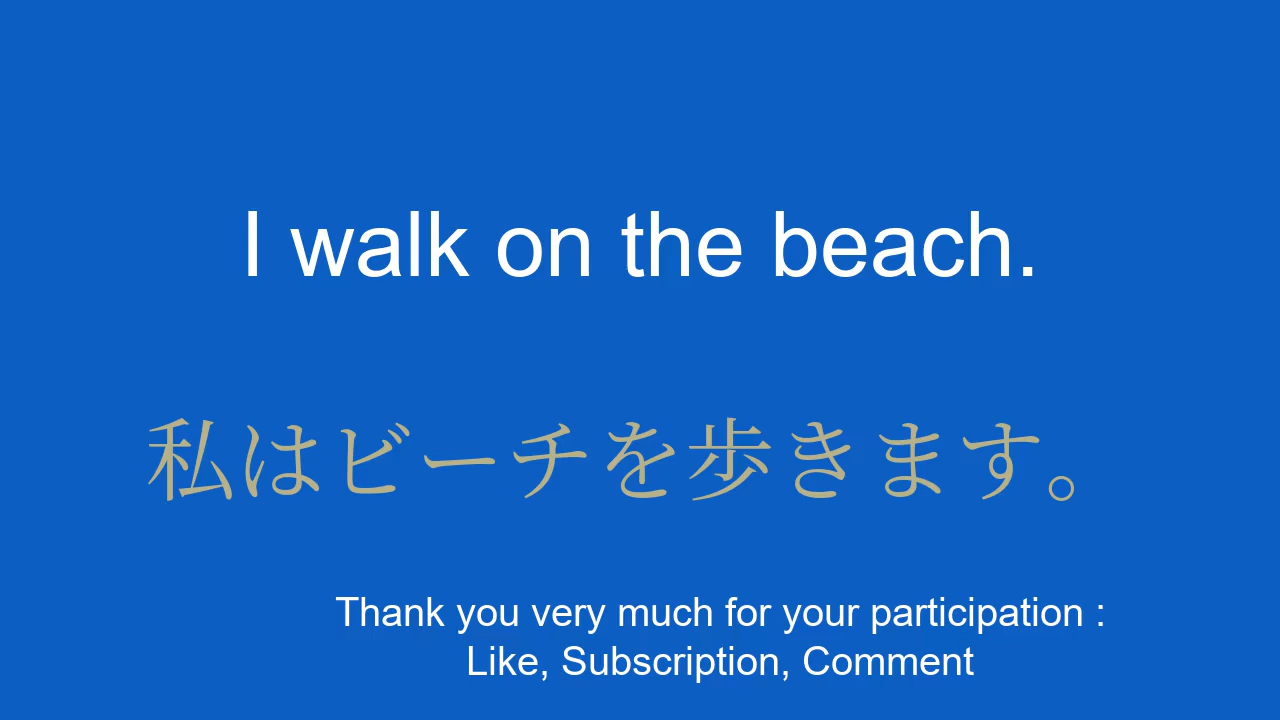 I walk on the beach.
私はビーチを歩きます。
Thank you very much for your participation :
Like, Subscription, Comment